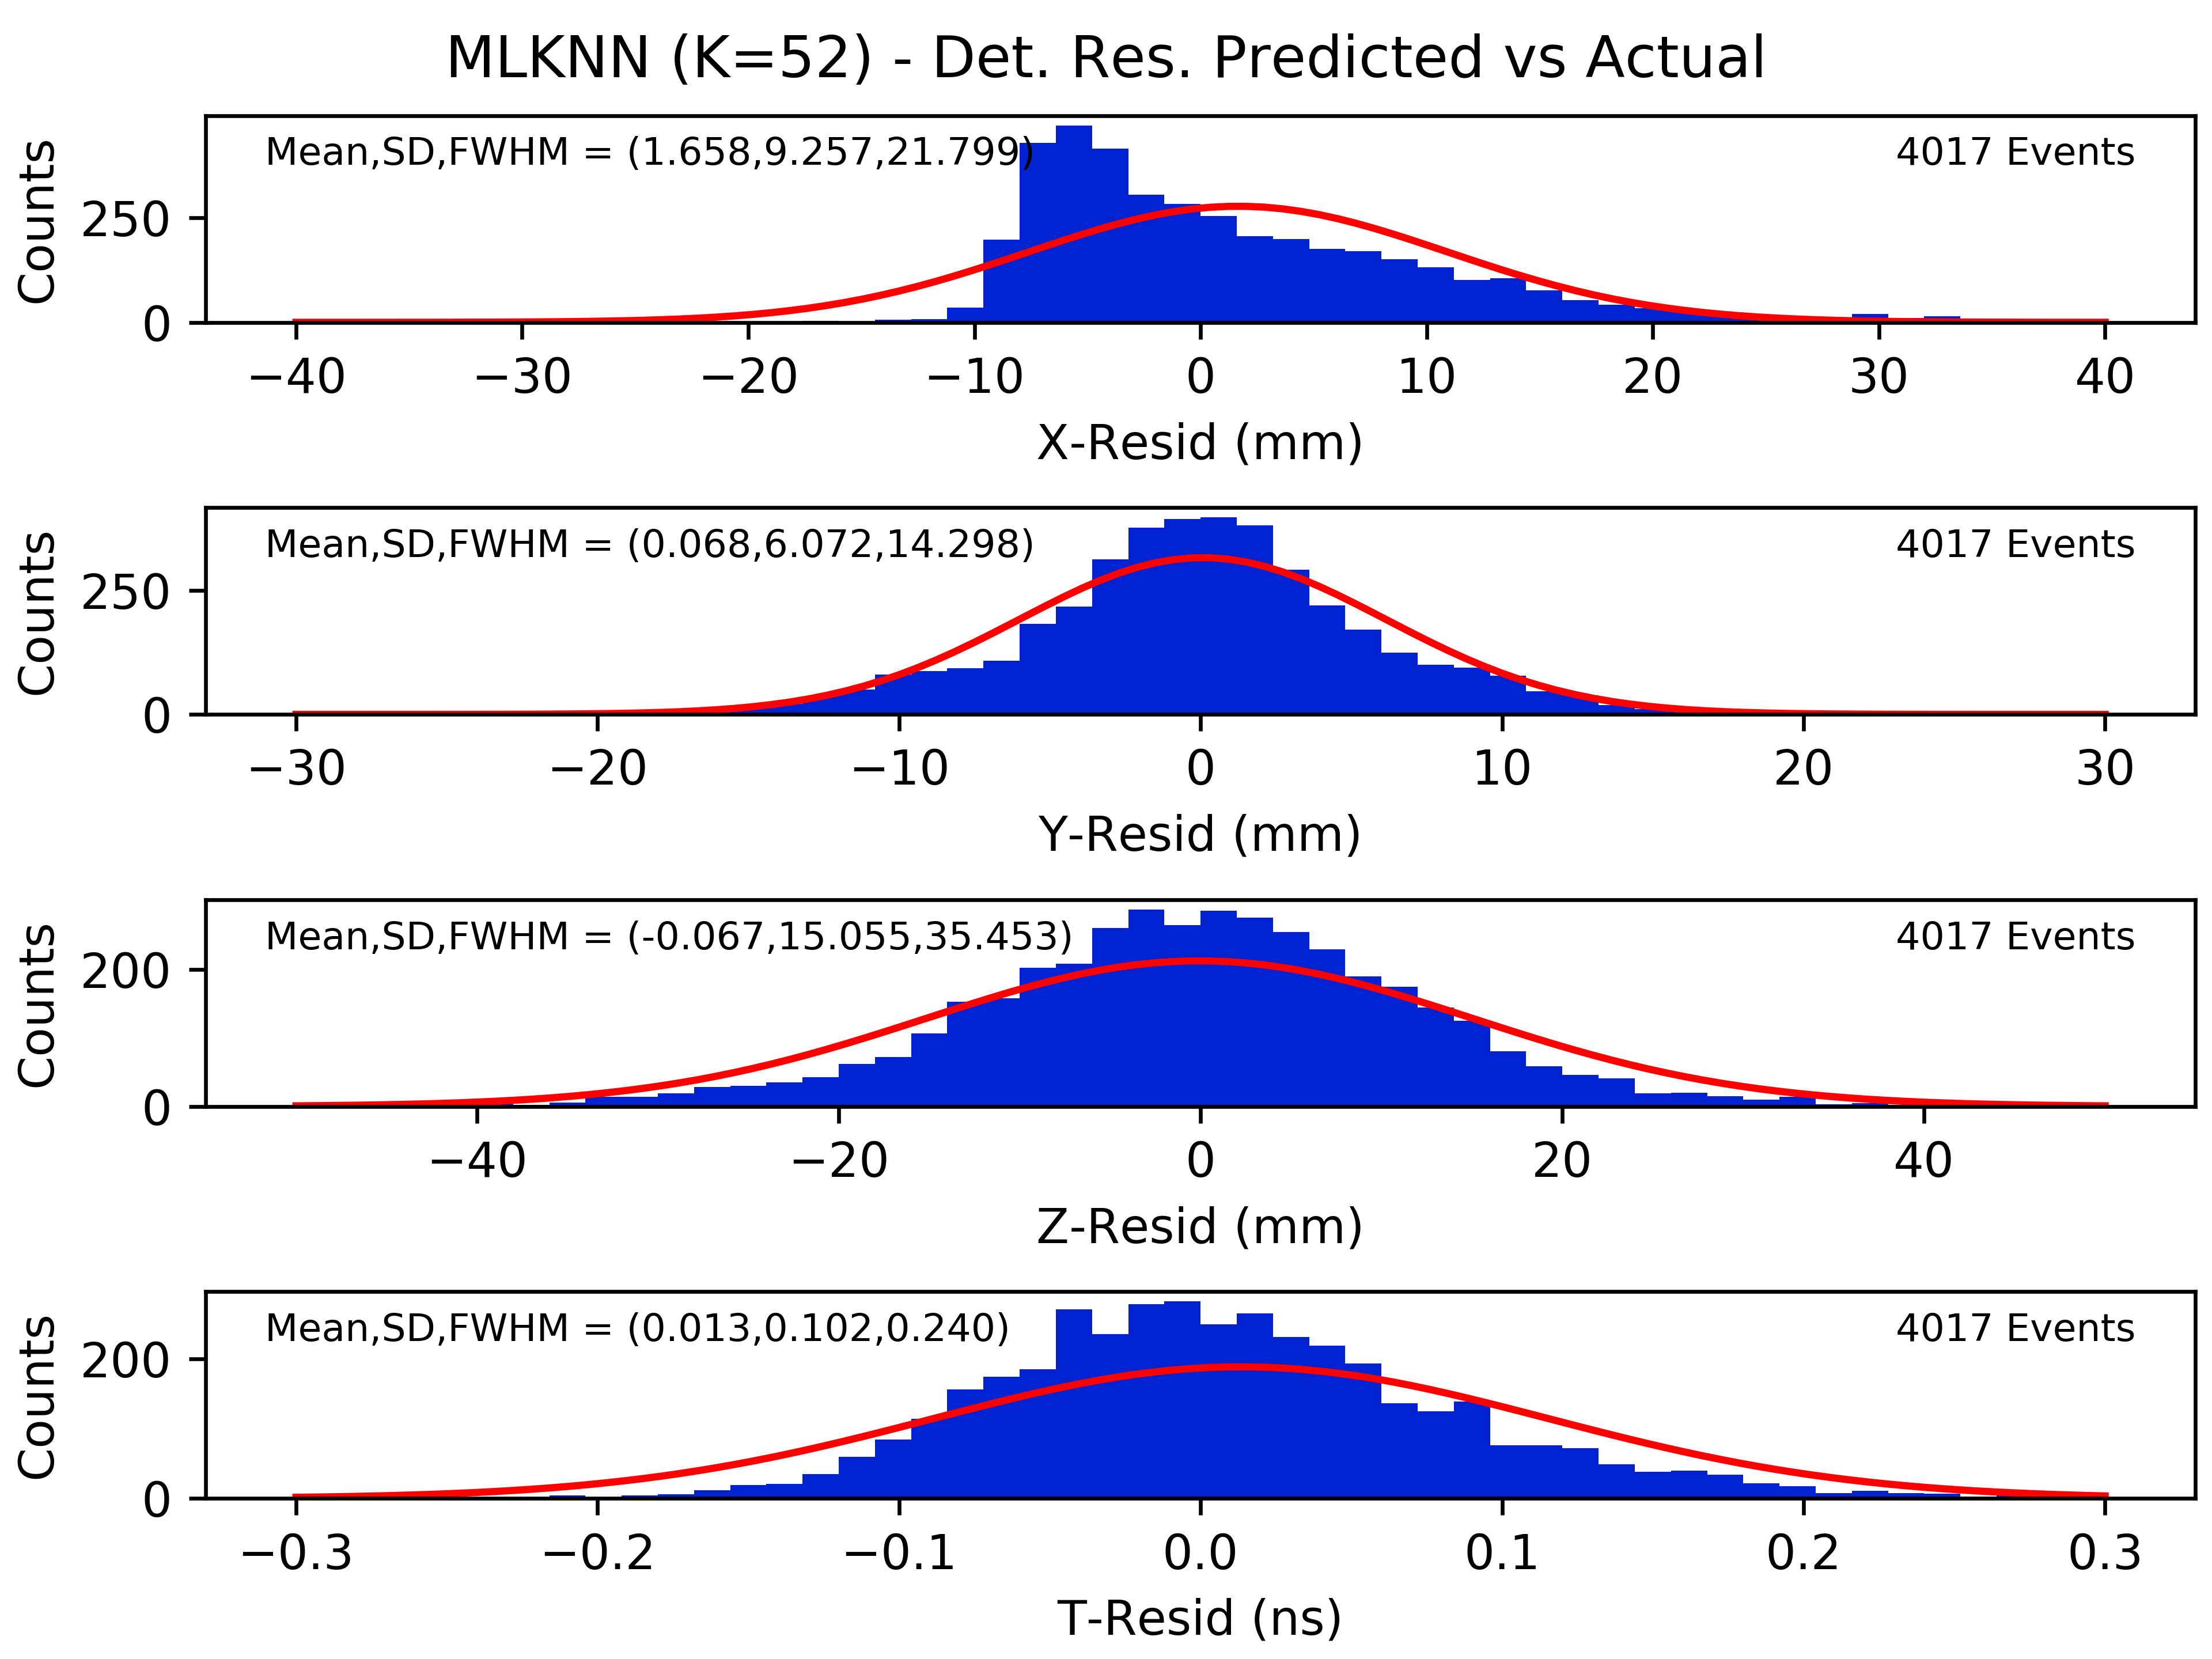 MLKNN (K=52) - Det. Res. Predicted vs Actual
Mean,SD,FWHM = (1.658,9.257,21.799)
4017 Events
Counts
250
0
−40 −30 −20 −10 0 10 20 30 40
X-Resid (mm)
Mean,SD,FWHM = (0.068,6.072,14.298)
4017 Events
Counts
250
0
−30 −20 −10 0 10 20 30
Y-Resid (mm)
Mean,SD,FWHM = (-0.067,15.055,35.453)
4017 Events
Counts
200
0
−40 −20 0 20 40
Z-Resid (mm)
Mean,SD,FWHM = (0.013,0.102,0.240)
4017 Events
Counts
200
0
−0.3 −0.2 −0.1 0.0 0.1 0.2 0.3
T-Resid (ns)